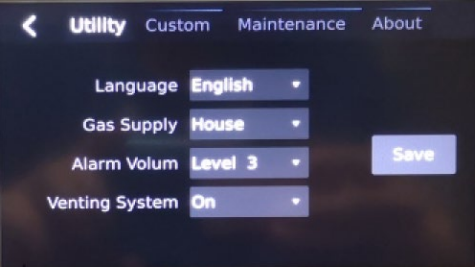 Utility Custom Maintenance About
Language English
Gas Supply House
Alarm Volum Level 3
Save
Venting System On